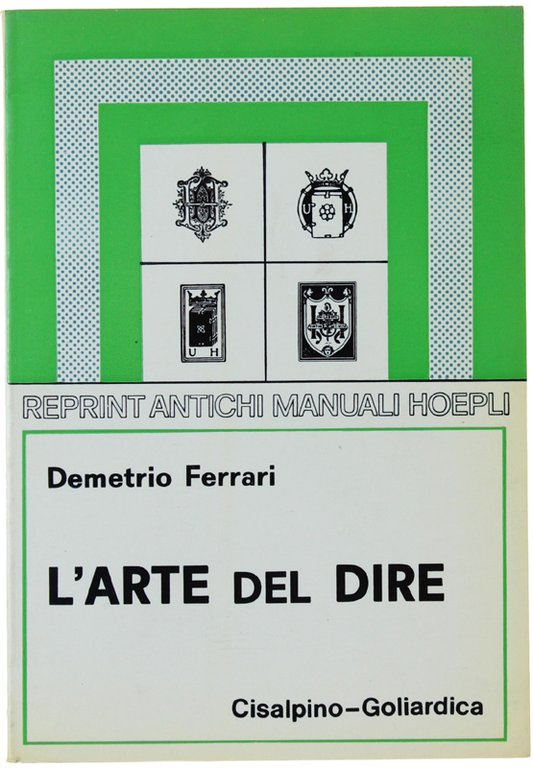 U H
U H
REPRINT ANTICHI MANUALI HOEPLI
Demetrio Ferrari
L'ARTE DEL DIRE
Cisalpino-Goliardica